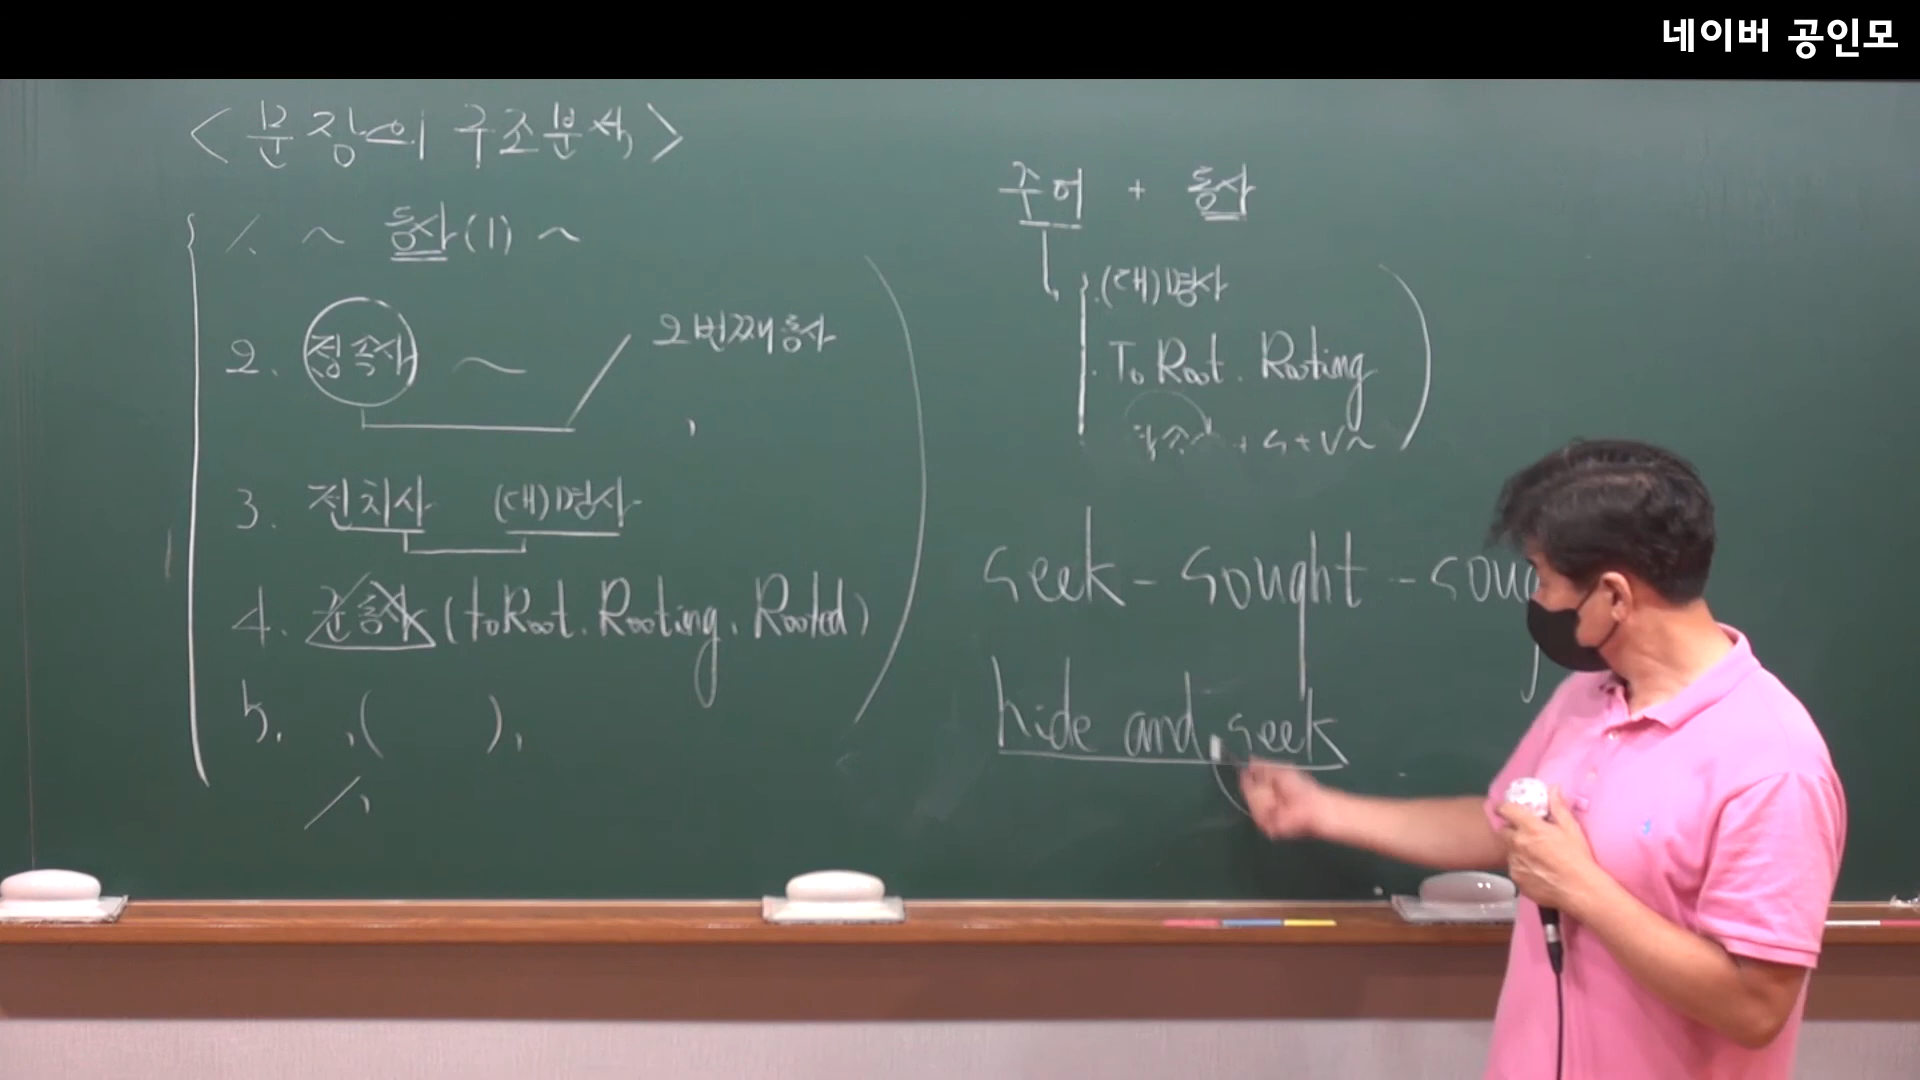 네이버 공인모
< 문장의 구조분석 >
1. ~ 동사(1) ~
2. 접속사 ~ 2번째 동사
,
3. 전치사 (대)명사
4. 준동사 (to Root. Rooting. Rooted)
5. ,( ),
주어 + 동사
(대)명사
To Root. Rooting
접속사 + S + V ~
seek - sought - soug
hide and seek